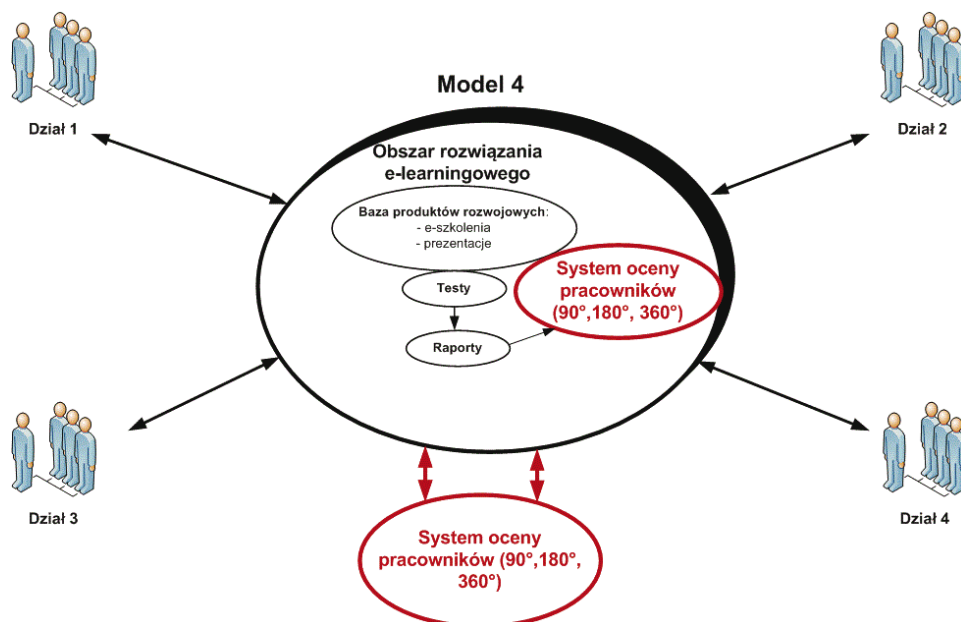 Model 4
Dział 1
Dział 2
Obszar rozwiązania
e-learningowego
Baza produktów rozwojowych:
- e-szkolenia
- prezentacje
System oceny
pracowników
(90°,180°, 360°)
Testy
Raporty
Dział 3
Dział 4
System oceny
pracowników (90°,180°,
360°)